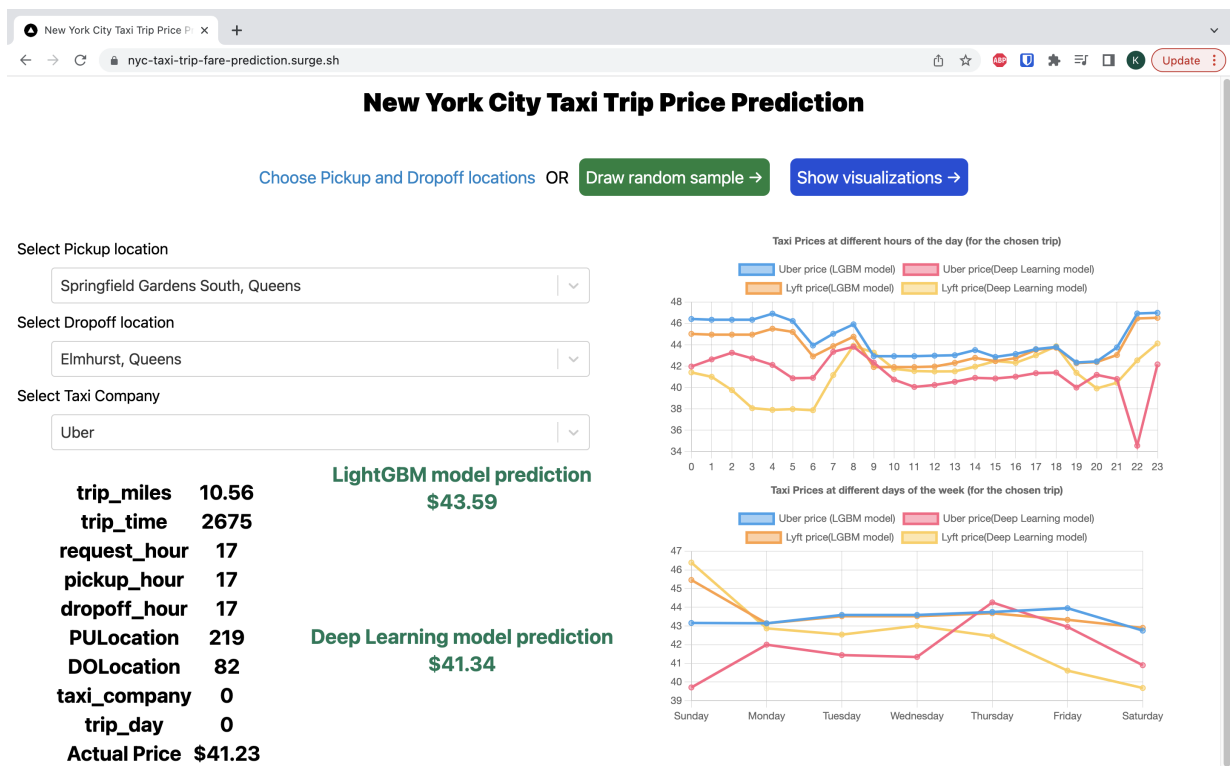 New York City Taxi Trip Price Pr
nyc-taxi-trip-fare-prediction.surge.sh
ABP
K
Update
New York City Taxi Trip Price Prediction
Choose Pickup and Dropoff locations OR Draw random sample → Show visualizations →
Select Pickup location
Springfield Gardens South, Queens
Select Dropoff location
Elmhurst, Queens
Select Taxi Company
Uber
trip_miles 10.56
trip_time 2675
request_hour 17
pickup_hour 17
dropoff_hour 17
PULocation 219
DOLocation 82
taxi_company 0
trip_day 0
Actual Price $41.23
LightGBM model prediction
$43.59
Deep Learning model prediction
$41.34
Taxi Prices at different hours of the day (for the chosen trip)
Uber price (LGBM model) Uber price(Deep Learning model)
Lyft price(LGBM model) Lyft price(Deep Learning model)
48
46
44
42
40
38
36
34
0 1 2 3 4 5 6 7 8 9 10 11 12 13 14 15 16 17 18 19 20 21 22 23
Taxi Prices at different days of the week (for the chosen trip)
Uber price (LGBM model) Uber price(Deep Learning model)
Lyft price(LGBM model) Lyft price(Deep Learning model)
47
46
45
44
43
42
41
40
39
Sunday Monday Tuesday Wednesday Thursday Friday Saturday